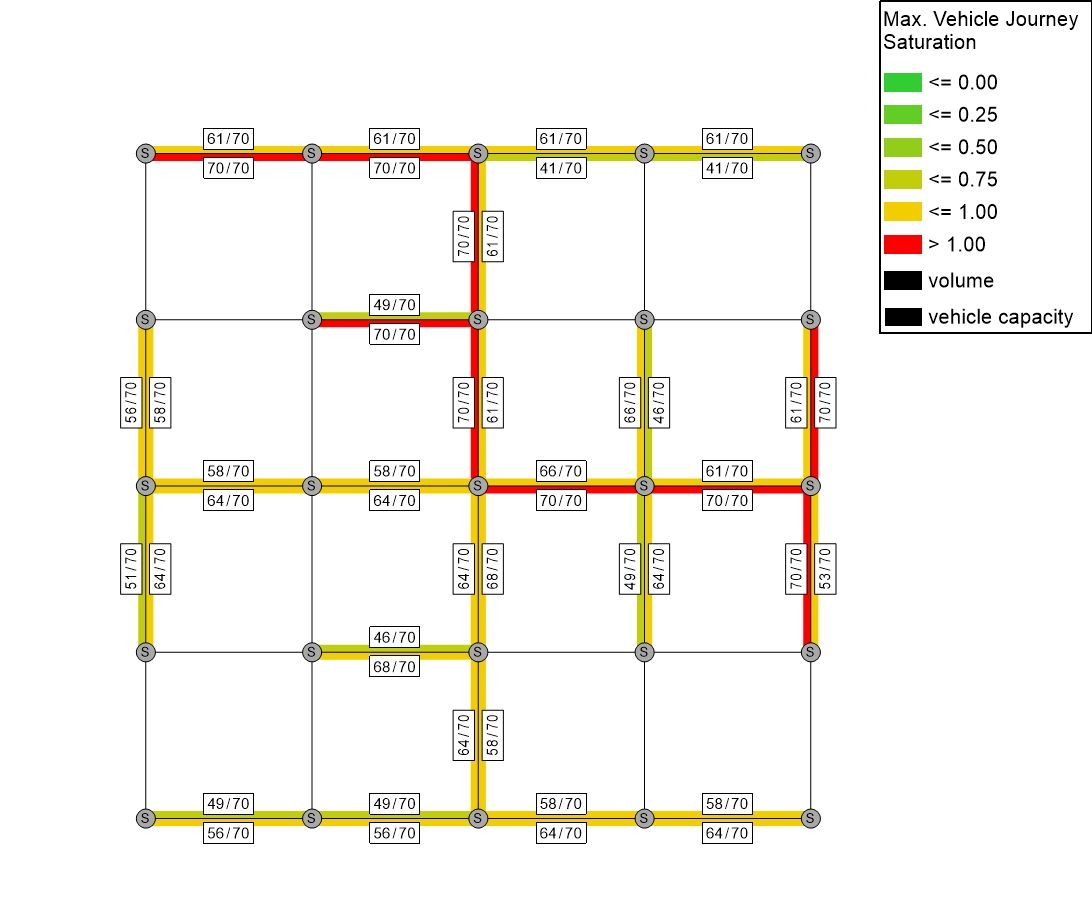 Max. Vehicle Journey
Saturation
<= 0.00
<= 0.25
<= 0.50
<= 0.75
<= 1.00
> 1.00
volume
vehicle capacity
61/70 61/70 61/70 61/70
S S S S S
70/70 70/70 41/70 41/70
70/70 61/70
49/70
S S S S S
70/70
56/70 58/70 70/70 61/70 66/70 46/70 61/70 70/70
58/70 58/70 66/70 61/70
S S S S S
64/70 64/70 70/70 70/70
51/70 64/70 64/70 68/70 49/70 64/70 70/70 53/70
46/70
S S S S S
68/70
64/70 58/70
49/70 49/70 58/70 58/70
S S S S S
56/70 56/70 64/70 64/70